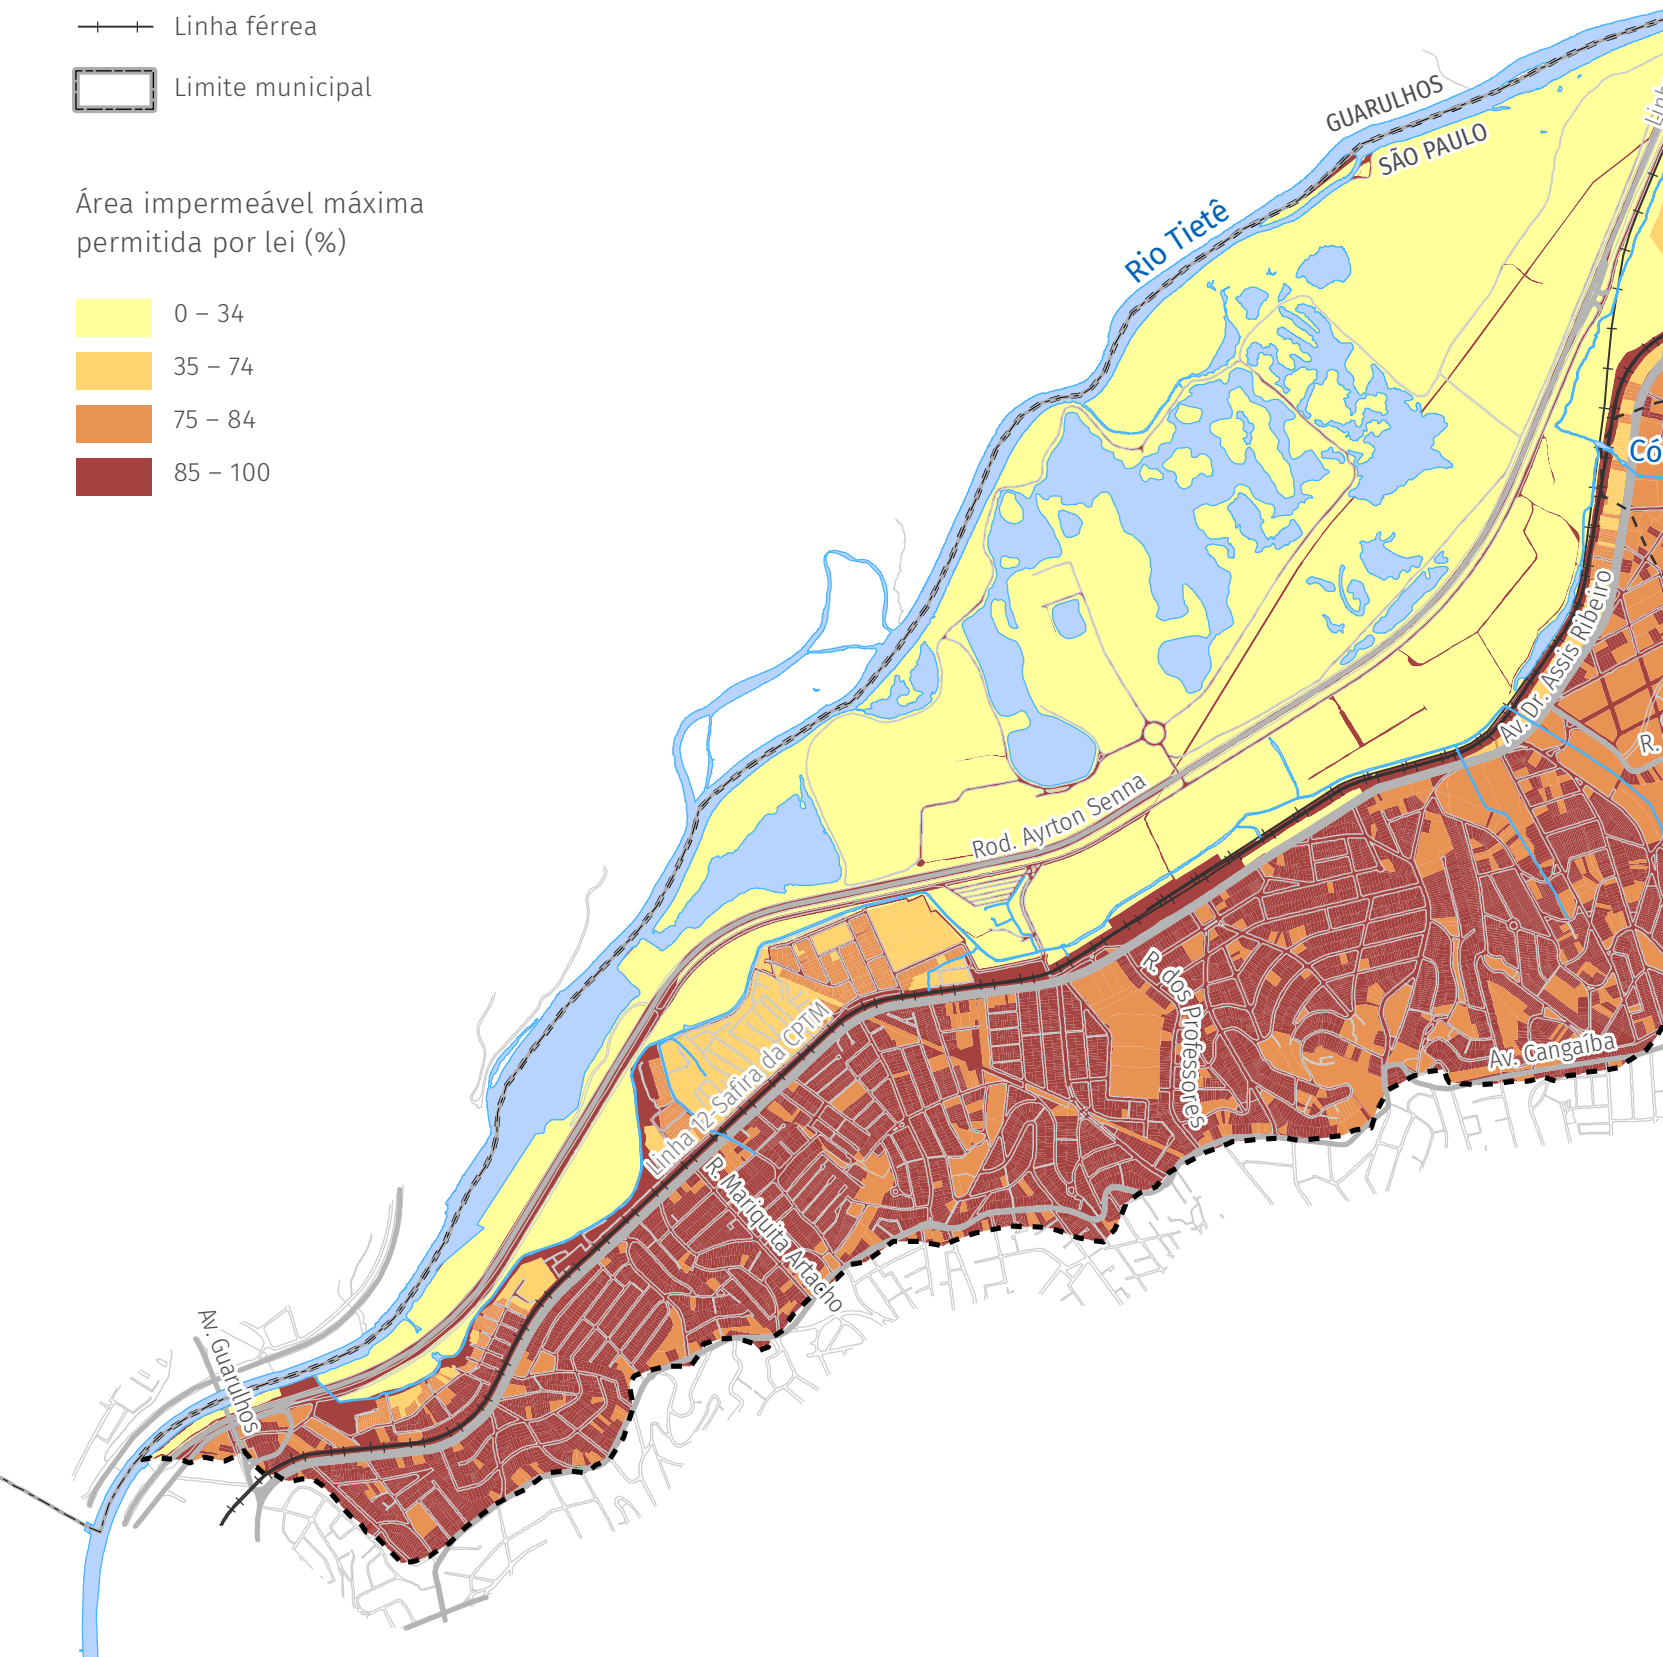 Linha férrea
Limite municipal
Área impermeável máxima
permitida por lei (%)
0 – 34
35 – 74
75 – 84
85 – 100
GUARULHOS
SÃO PAULO
Rio Tietê
Có
Av. Dr. Assis Ribeiro
R.
Rod. Ayrton Senna
R. dos Professores
Av. Cangaíba
Linha 12 Safira da CPTM
R. Mariquita Artacho
Av. Guarulhos